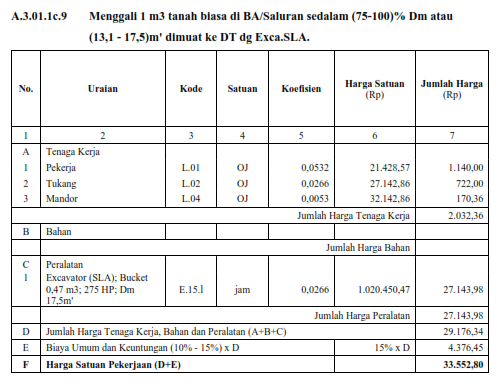 A.3.01.1c.9 Menggali 1 m3 tanah biasa di BA/Saluran sedalam (75-100)% Dm atau
(13,1 - 17,5)m' dimuat ke DT dg Exca.SLA.
No. Uraian Kode Satuan Koefisien Harga Satuan (Rp) Jumlah Harga (Rp)
1 2 3 4 5 6 7
A Tenaga Kerja
1 Pekerja L.01 OJ 0,0532 21.428,57 1.140,00
2 Tukang L.02 OJ 0,0266 27.142,86 722,00
3 Mandor L.04 OJ 0,0053 32.142,86 170,36
Jumlah Harga Tenaga Kerja 2.032,36
B Bahan
Jumlah Harga Bahan
C Peralatan
1 Excavator (SLA); Bucket
0,47 m3; 275 HP; Dm E.15.l jam 0,0266 1.020.450,47 27.143,98
17,5m'
Jumlah Harga Peralatan 27.143,98
D Jumlah Harga Tenaga Kerja, Bahan dan Peralatan (A+B+C) 29.176,34
E Biaya Umum dan Keuntungan (10% - 15%) x D 15% x D 4.376,45
F Harga Satuan Pekerjaan (D+E) 33.552,80